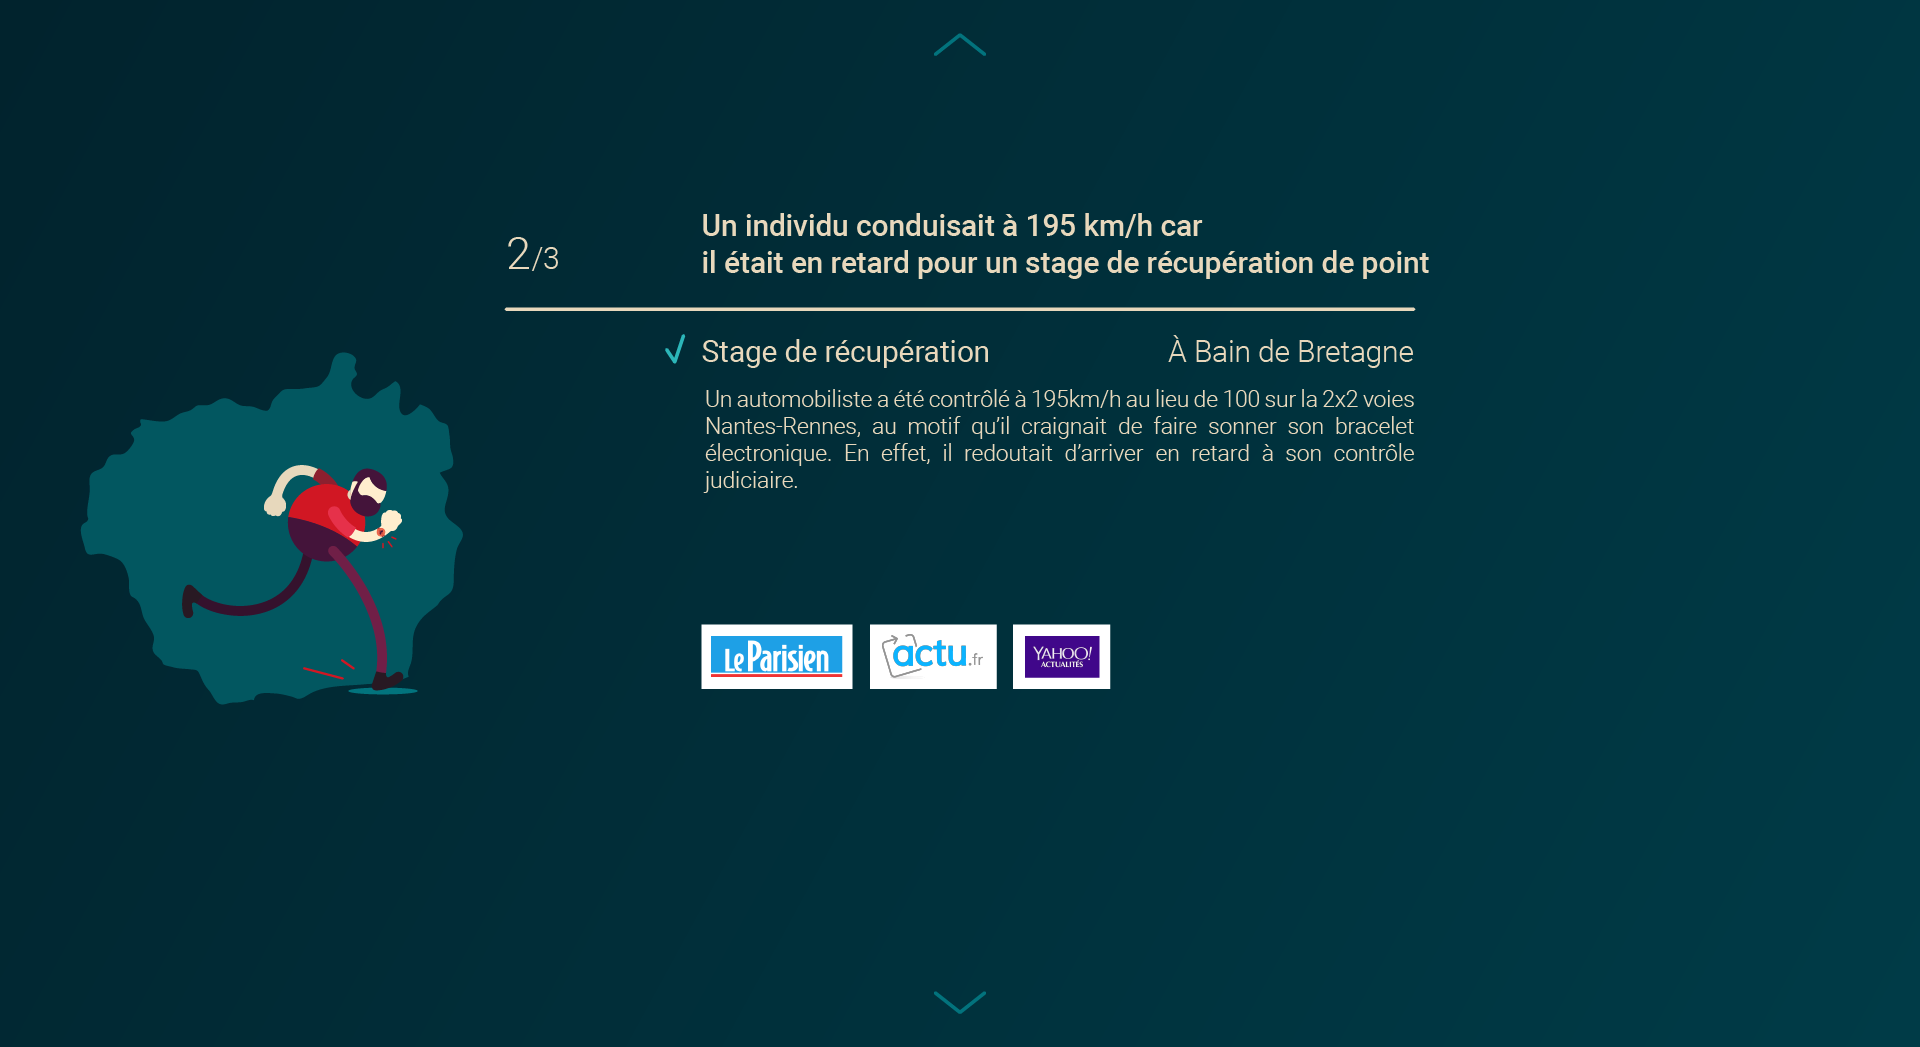 2/3
Un individu conduisait à 195 km/h car
il était en retard pour un stage de récupération de point
Stage de récupération
À Bain de Bretagne
Un automobiliste a été contrôlé à 195km/h au lieu de 100 sur la 2x2 voies
Nantes-Rennes, au motif qu’il craignait de faire sonner son bracelet
électronique. En effet, il redoutait d’arriver en retard à son contrôle
judiciaire.
Le Parisien
actu.fr
YAHOO!
ACTUALITÉS